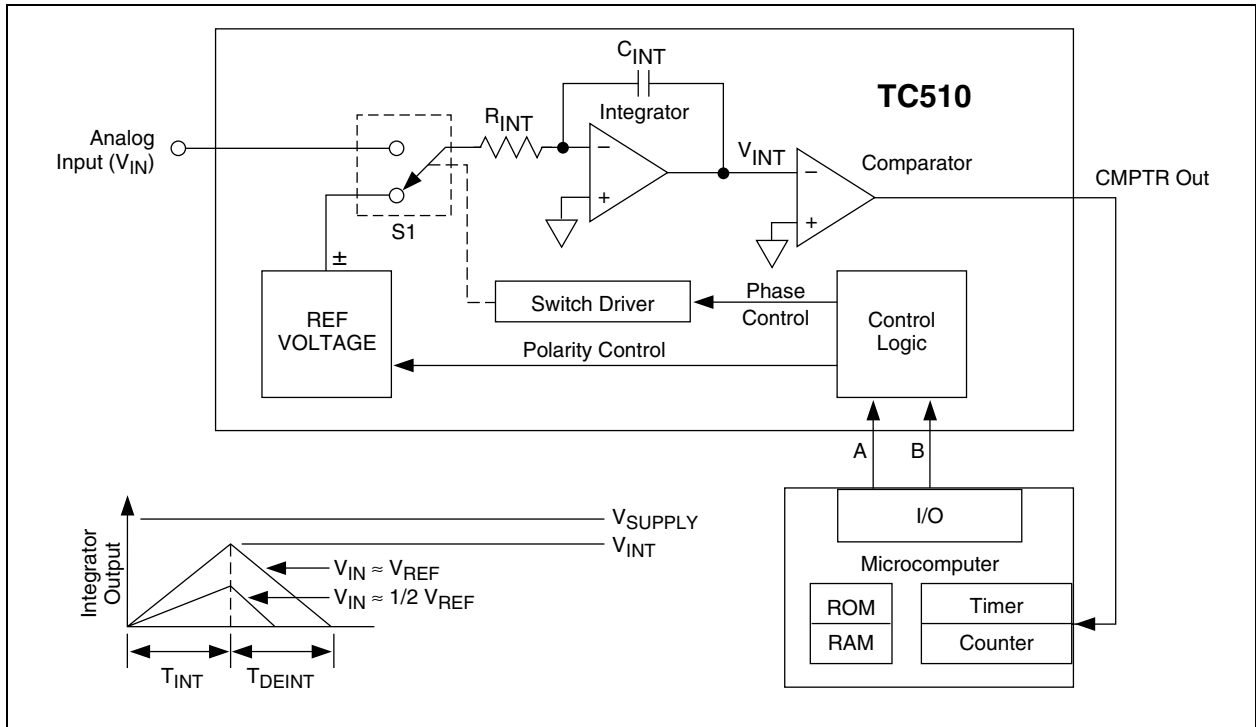 C_INT
TC510
Integrator
R_INT
Analog
Input (V_IN)
−
+
V_INT
−
+
Comparator
CMPTR Out
S1
±
REF
VOLTAGE
Switch Driver
Phase
Control
Control
Logic
Polarity Control
A
B
I/O
Microcomputer
ROM
RAM
Timer
Counter
Integrator
Output
V_SUPPLY
V_INT
V_IN ≈ V_REF
V_IN ≈ 1/2 V_REF
T_INT
T_DEINT